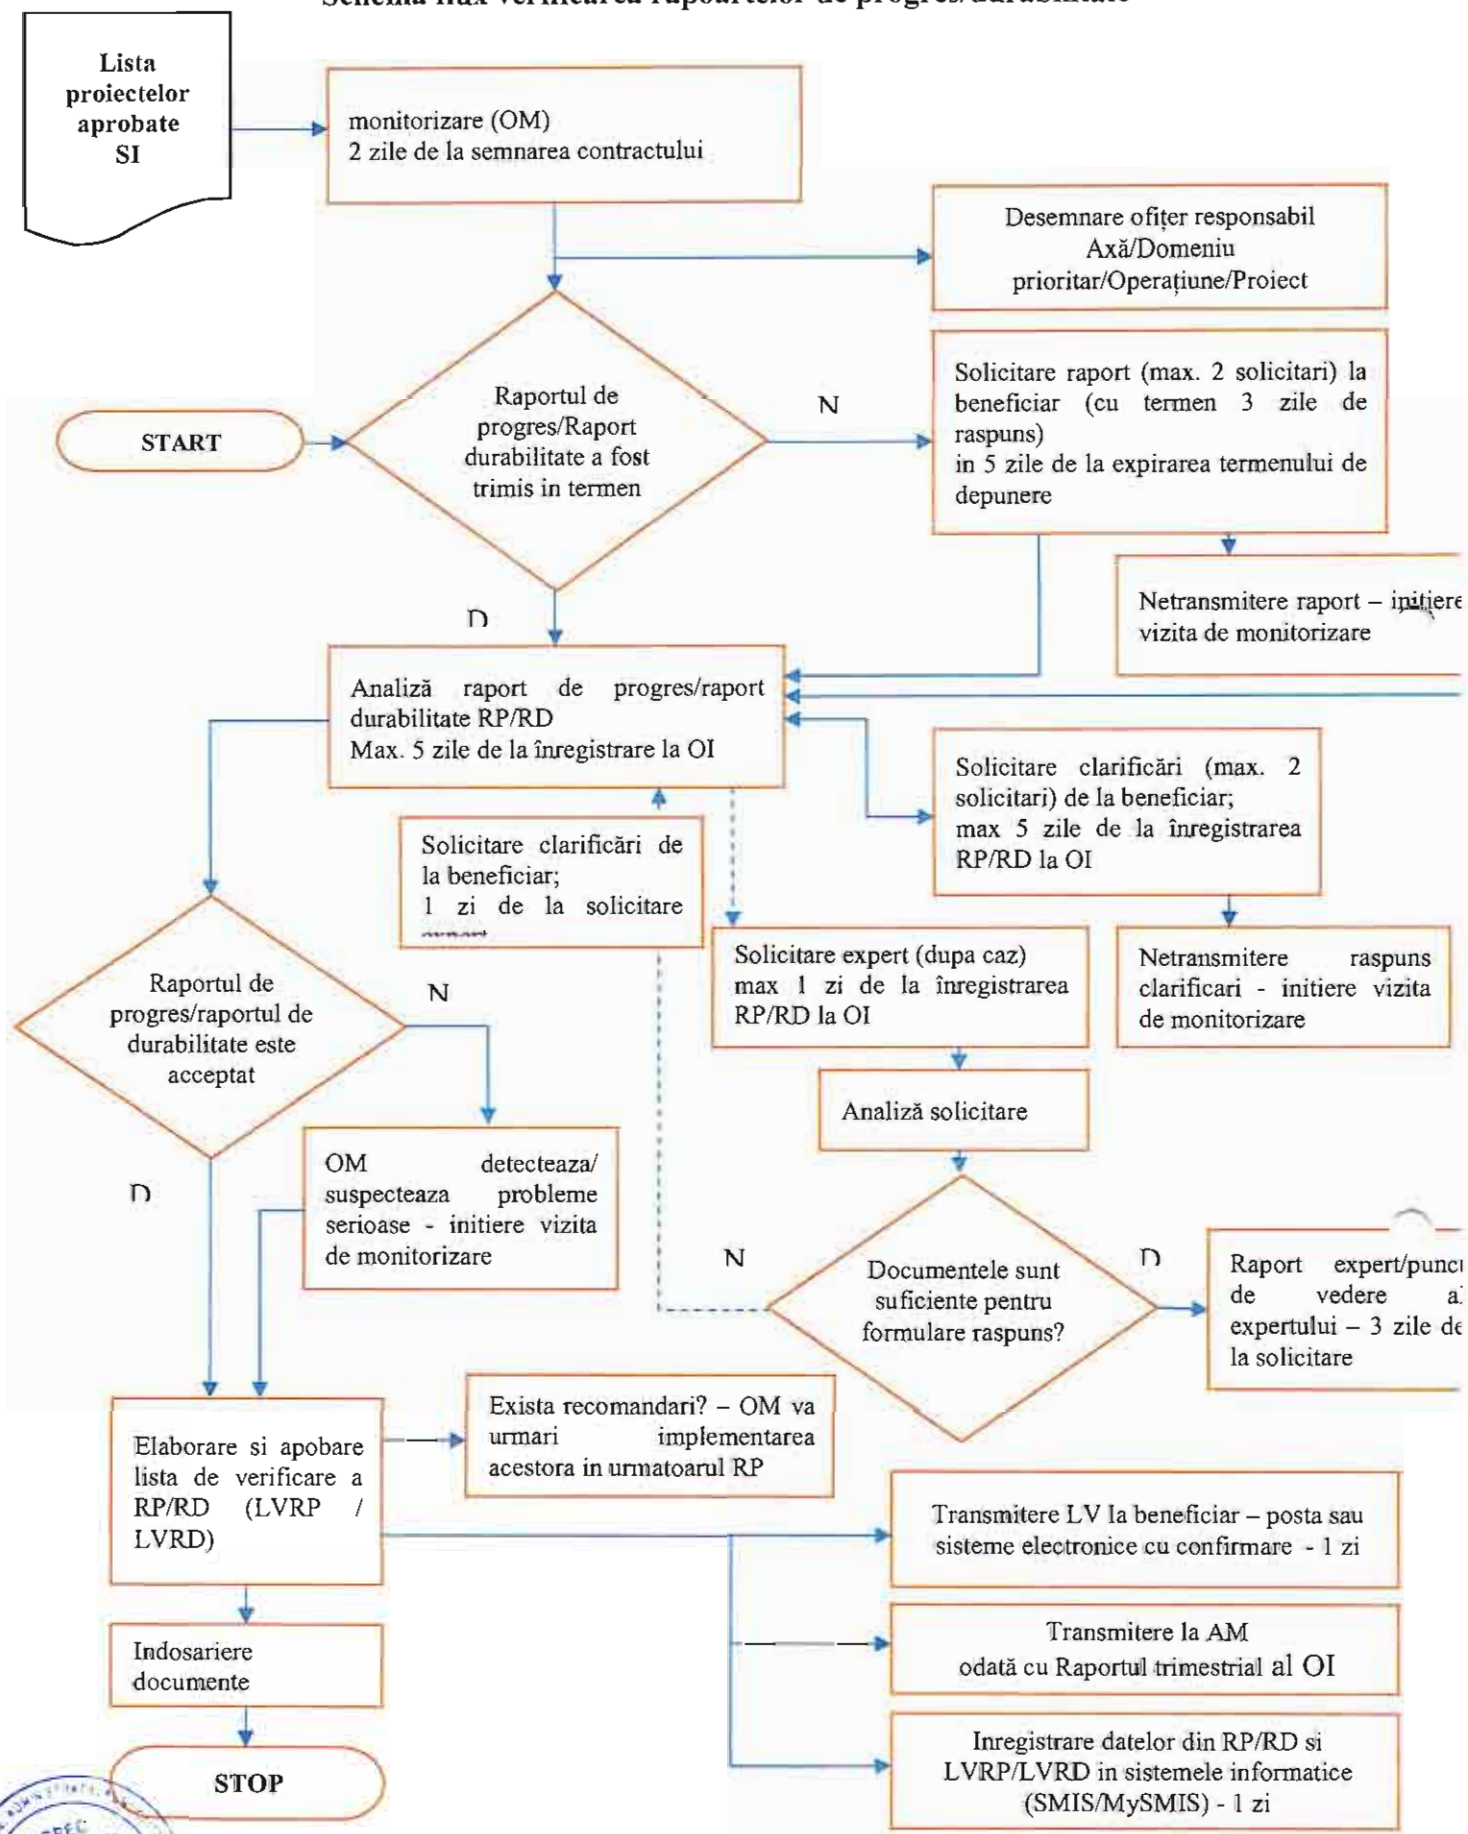 Schema flux verificarea rapoartelor de progres/durabilitate
Lista
proiectelor
aprobate
SI
monitorizare (OM)
2 zile de la semnarea contractului
Desemnare ofițer responsabil
Axă/Domeniu
prioritar/Operațiune/Proiect
START
Raportul de
progres/Raport
durabilitate a fost
trimis in termen
N
Solicitare raport (max. 2 solicitari) la
beneficiar (cu termen 3 zile de
raspuns)
in 5 zile de la expirarea termenului de
depunere
D
Netransmitere raport – inițiere
vizita de monitorizare
Analiză raport de progres/raport
durabilitate RP/RD
Max. 5 zile de la înregistrare la OI
Solicitare clarificări (max. 2
solicitari) de la beneficiar;
max 5 zile de la înregistrarea
RP/RD la OI
Solicitare clarificări de
la beneficiar;
1 zi de la solicitare
Solicitare expert (dupa caz)
max 1 zi de la înregistrarea
RP/RD la OI
Netransmitere raspuns
clarificari - initiere vizita
de monitorizare
Raportul de
progres/raportul de
durabilitate este
acceptat
N
Analiză solicitare
OM detecteaza/
suspecteaza probleme
serioase - initiere vizita
de monitorizare
D
N
Documentele sunt
suficiente pentru
formulare raspuns?
D
Raport expert/punct
de vedere al
expertului – 3 zile de
la solicitare
Exista recomandari? – OM va
urmari implementarea
acestora in urmatoarul RP
Elaborare si apobare
lista de verificare a
RP/RD (LVRP /
LVRD)
Transmitere LV la beneficiar – posta sau
sisteme electronice cu confirmare - 1 zi
Indosariere
documente
Transmitere la AM
odată cu Raportul trimestrial al OI
STOP
Inregistrare datelor din RP/RD si
LVRP/LVRD in sistemele informatice
(SMIS/MySMIS) - 1 zi